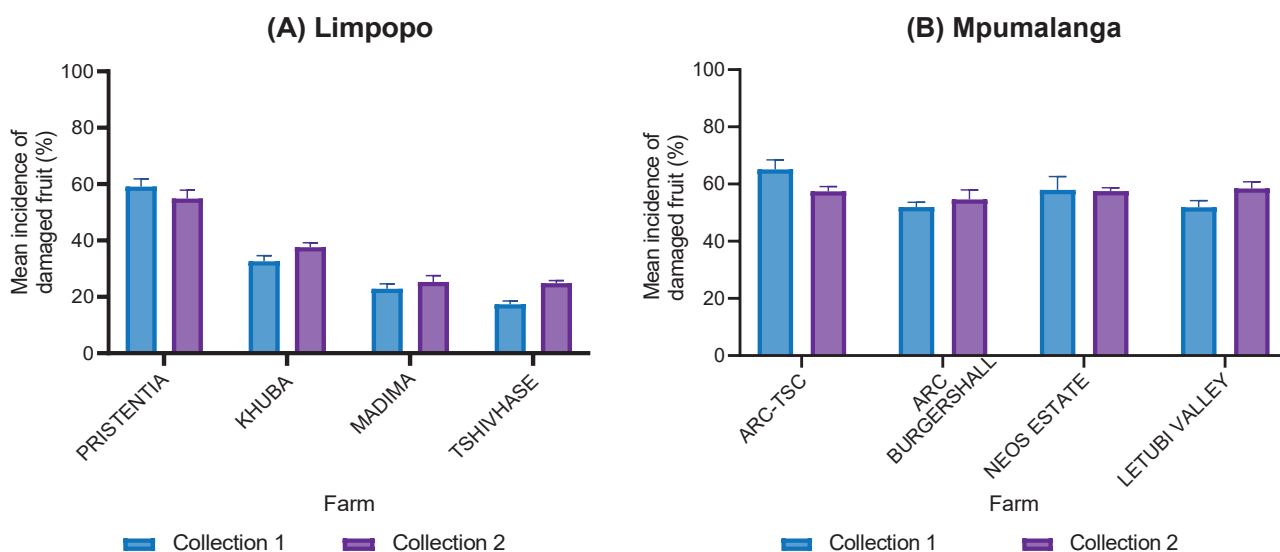 (A) Limpopo
Mean incidence of
damaged fruit (%)
100
80
60
40
20
0
PRISTENTIA
KHUBA
MADIMA
TSHIVHASE
Farm
Collection 1
Collection 2
(B) Mpumalanga
Mean incidence of
damaged fruit (%)
100
80
60
40
20
0
ARC-TSC
ARC
BURGERSHALL
NEOS ESTATE
LETUBI VALLEY
Farm
Collection 1
Collection 2